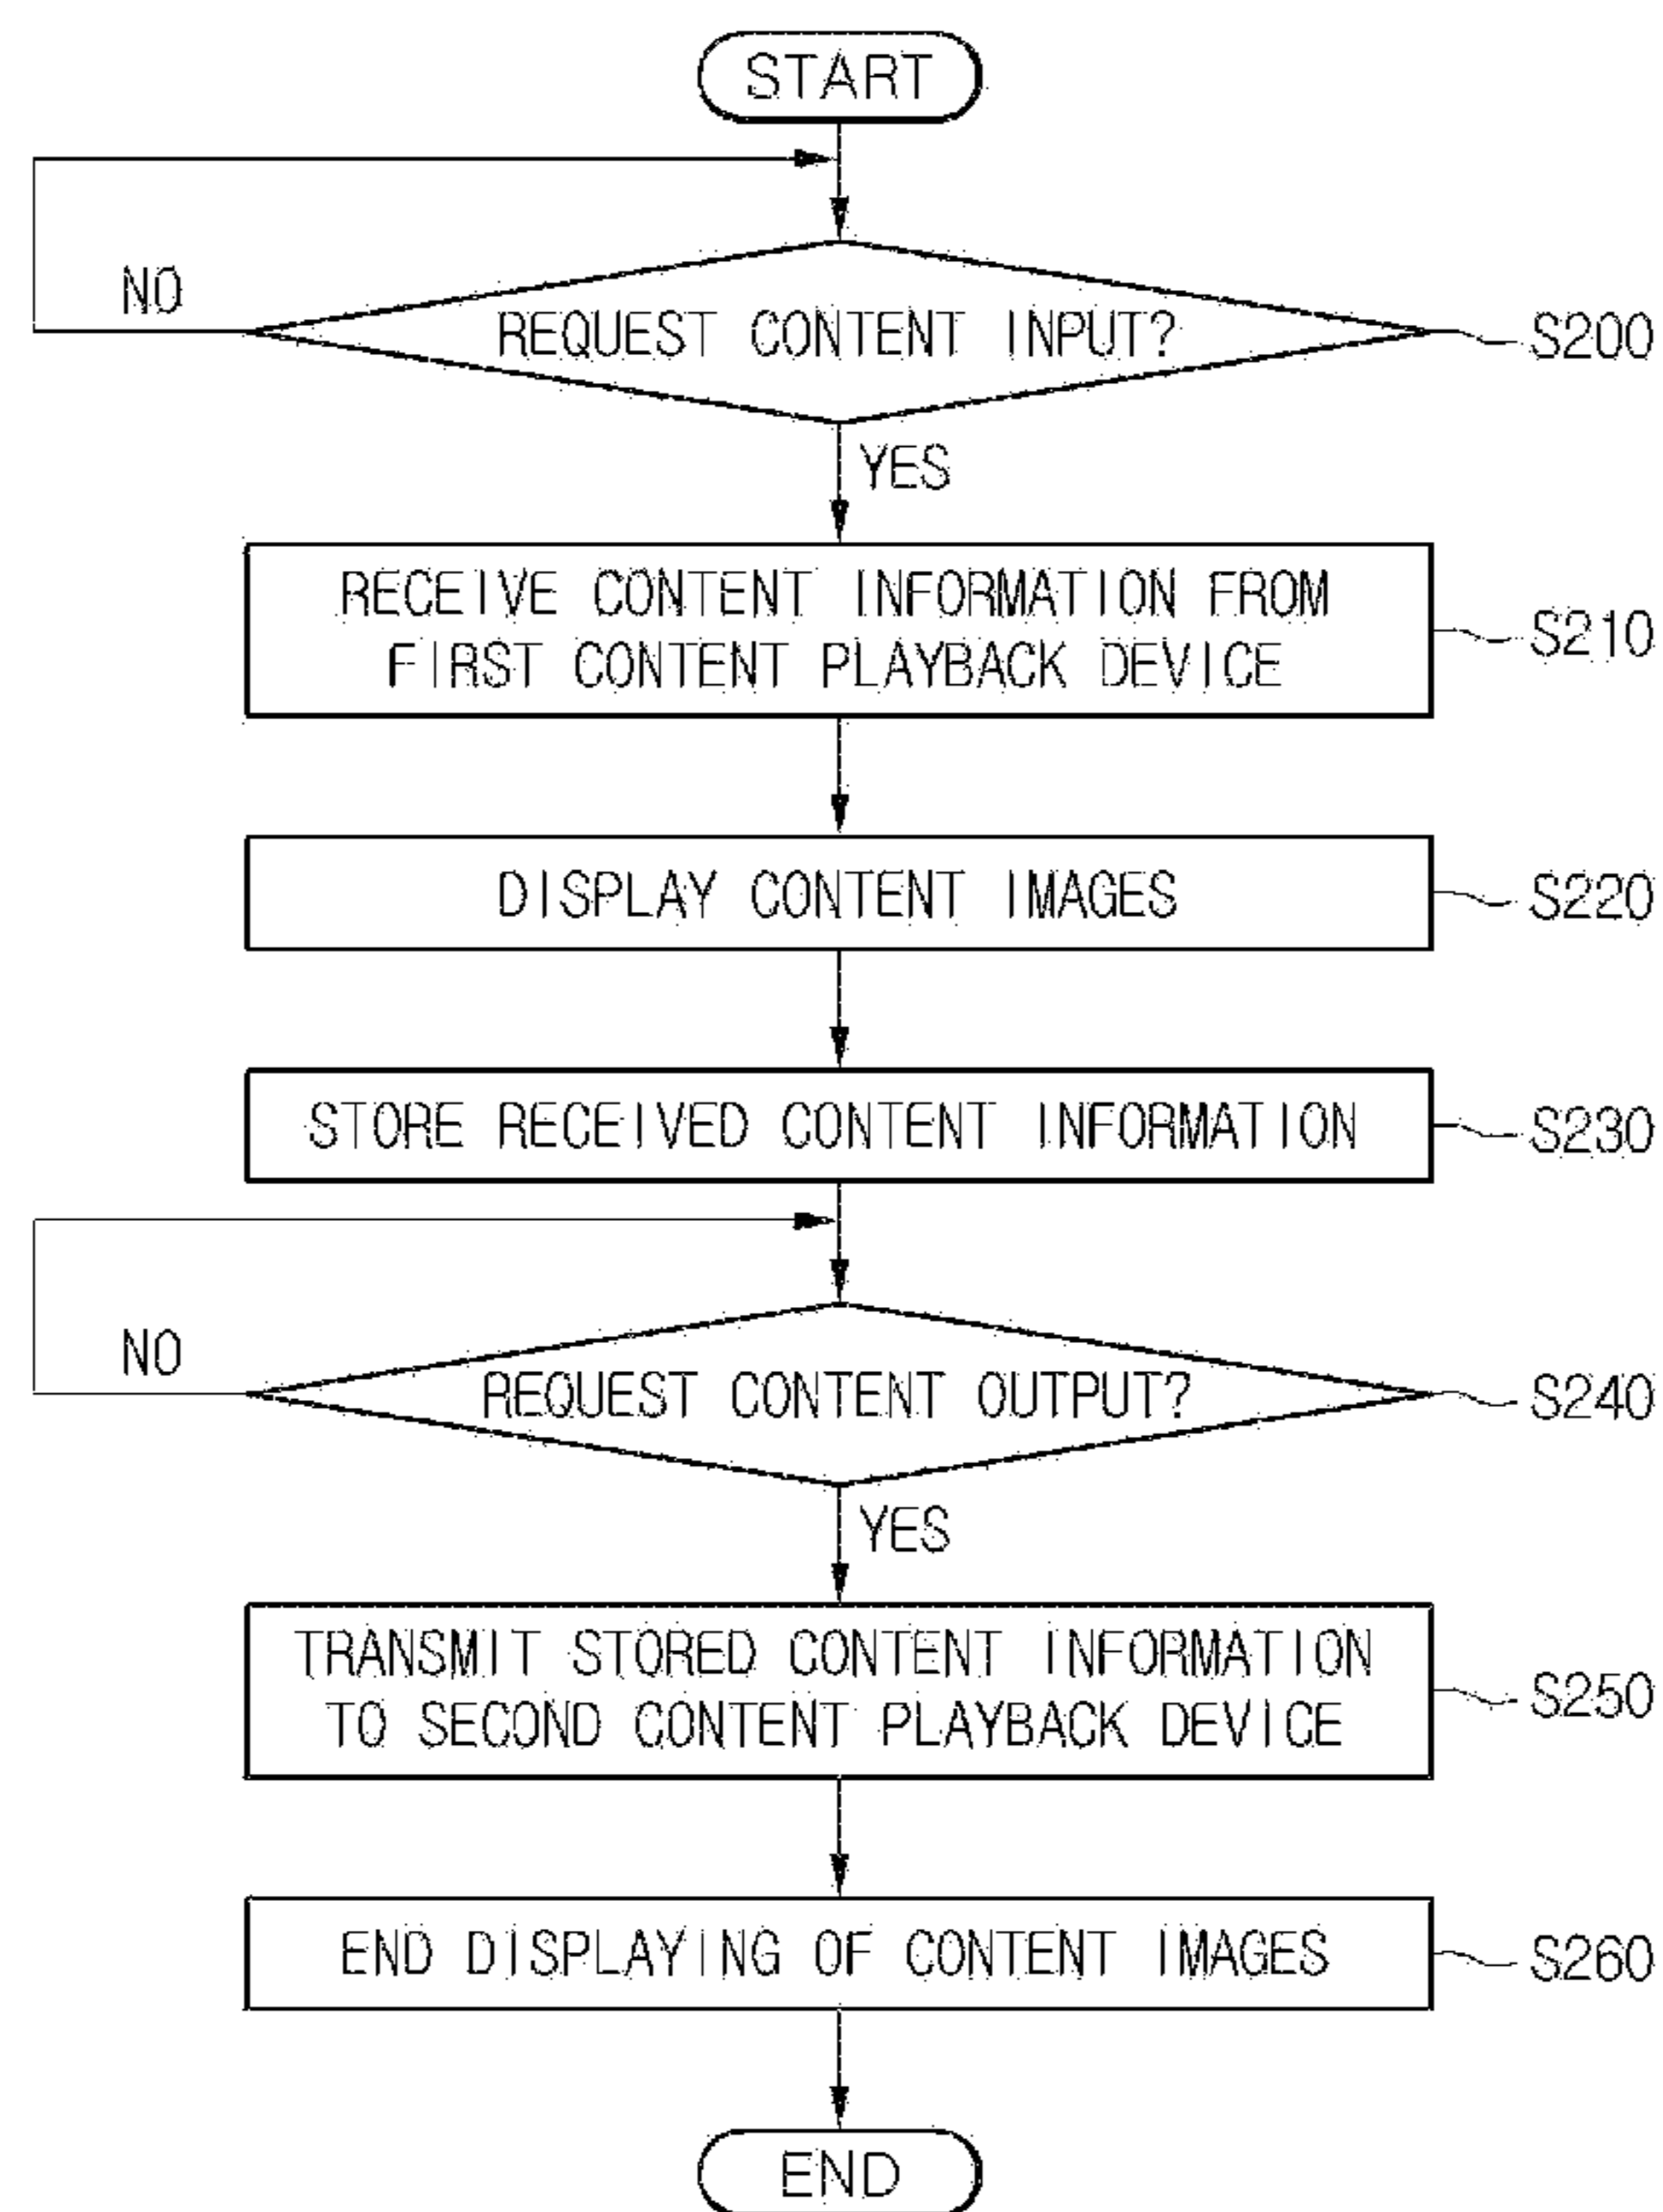 START
NO
REQUEST CONTENT INPUT?
S200
YES
RECEIVE CONTENT INFORMATION FROM
FIRST CONTENT PLAYBACK DEVICE
S210
DISPLAY CONTENT IMAGES
S220
STORE RECEIVED CONTENT INFORMATION
S230
NO
REQUEST CONTENT OUTPUT?
S240
YES
TRANSMIT STORED CONTENT INFORMATION
TO SECOND CONTENT PLAYBACK DEVICE
S250
END DISPLAYING OF CONTENT IMAGES
S260
END